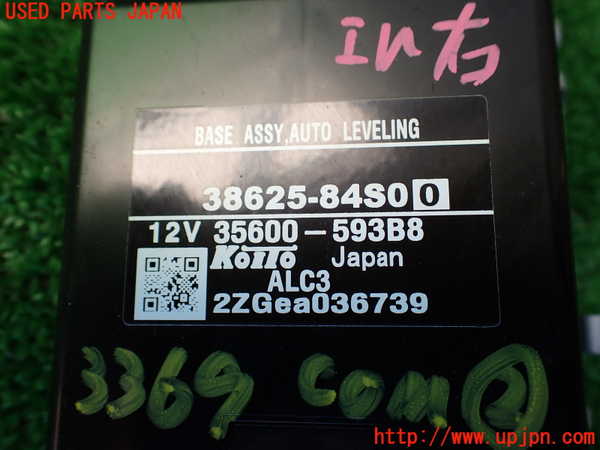 USED PARTS JAPAN
IN右
BASE ASSY,AUTO LEVELING
38625-84S00
12V 35600-593B8
KOITO Japan
ALC3
2ZGea036739
3369 COM②
http://www.upjpn.com/